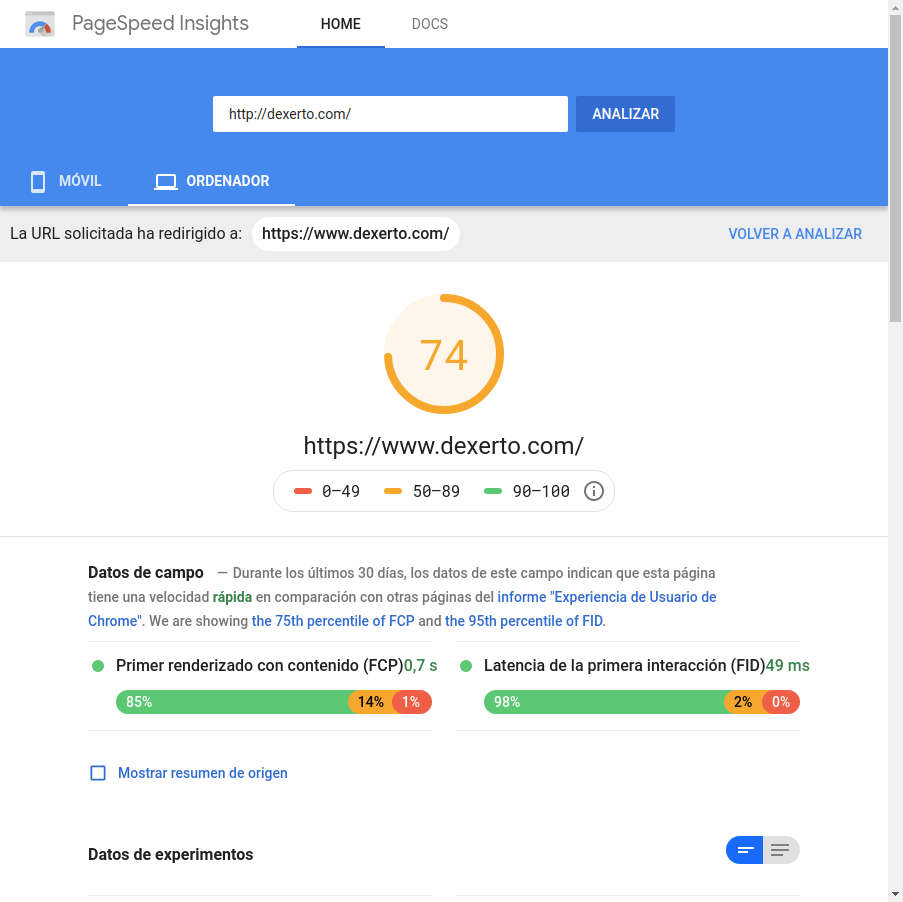 PageSpeed Insights
HOME
DOCS
http://dexerto.com/
ANALIZAR
MÓVIL
ORDENADOR
La URL solicitada ha redirigido a:
https://www.dexerto.com/
VOLVER A ANALIZAR
74
https://www.dexerto.com/
0–49
50–89
90–100
Datos de campo — Durante los últimos 30 días, los datos de este campo indican que esta página
tiene una velocidad rápida en comparación con otras páginas del informe "Experiencia de Usuario de
Chrome". We are showing the 75th percentile of FCP and the 95th percentile of FID.
Primer renderizado con contenido (FCP)0,7 s
85%
14%
1%
Latencia de la primera interacción (FID)49 ms
98%
2%
0%
Mostrar resumen de origen
Datos de experimentos